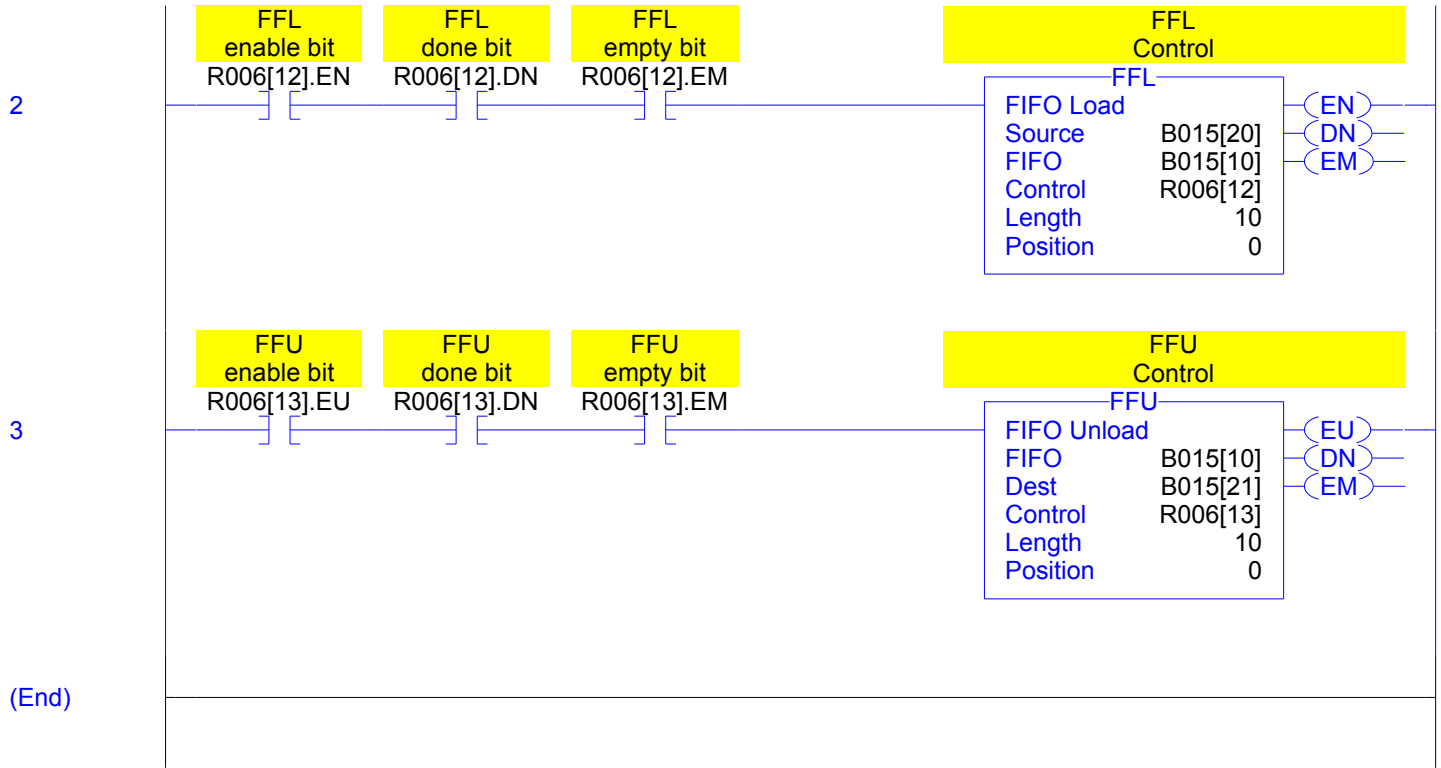 FFL FFL FFL FFL
enable bit done bit empty bit Control
R006[12].EN R006[12].DN R006[12].EM FFL
2 FIFO Load EN
Source B015[20] DN
FIFO B015[10] EM
Control R006[12]
Length 10
Position 0
FFU FFU FFU FFU
enable bit done bit empty bit Control
R006[13].EU R006[13].DN R006[13].EM FFU
3 FIFO Unload EU
FIFO B015[10] DN
Dest B015[21] EM
Control R006[13]
Length 10
Position 0
(End)